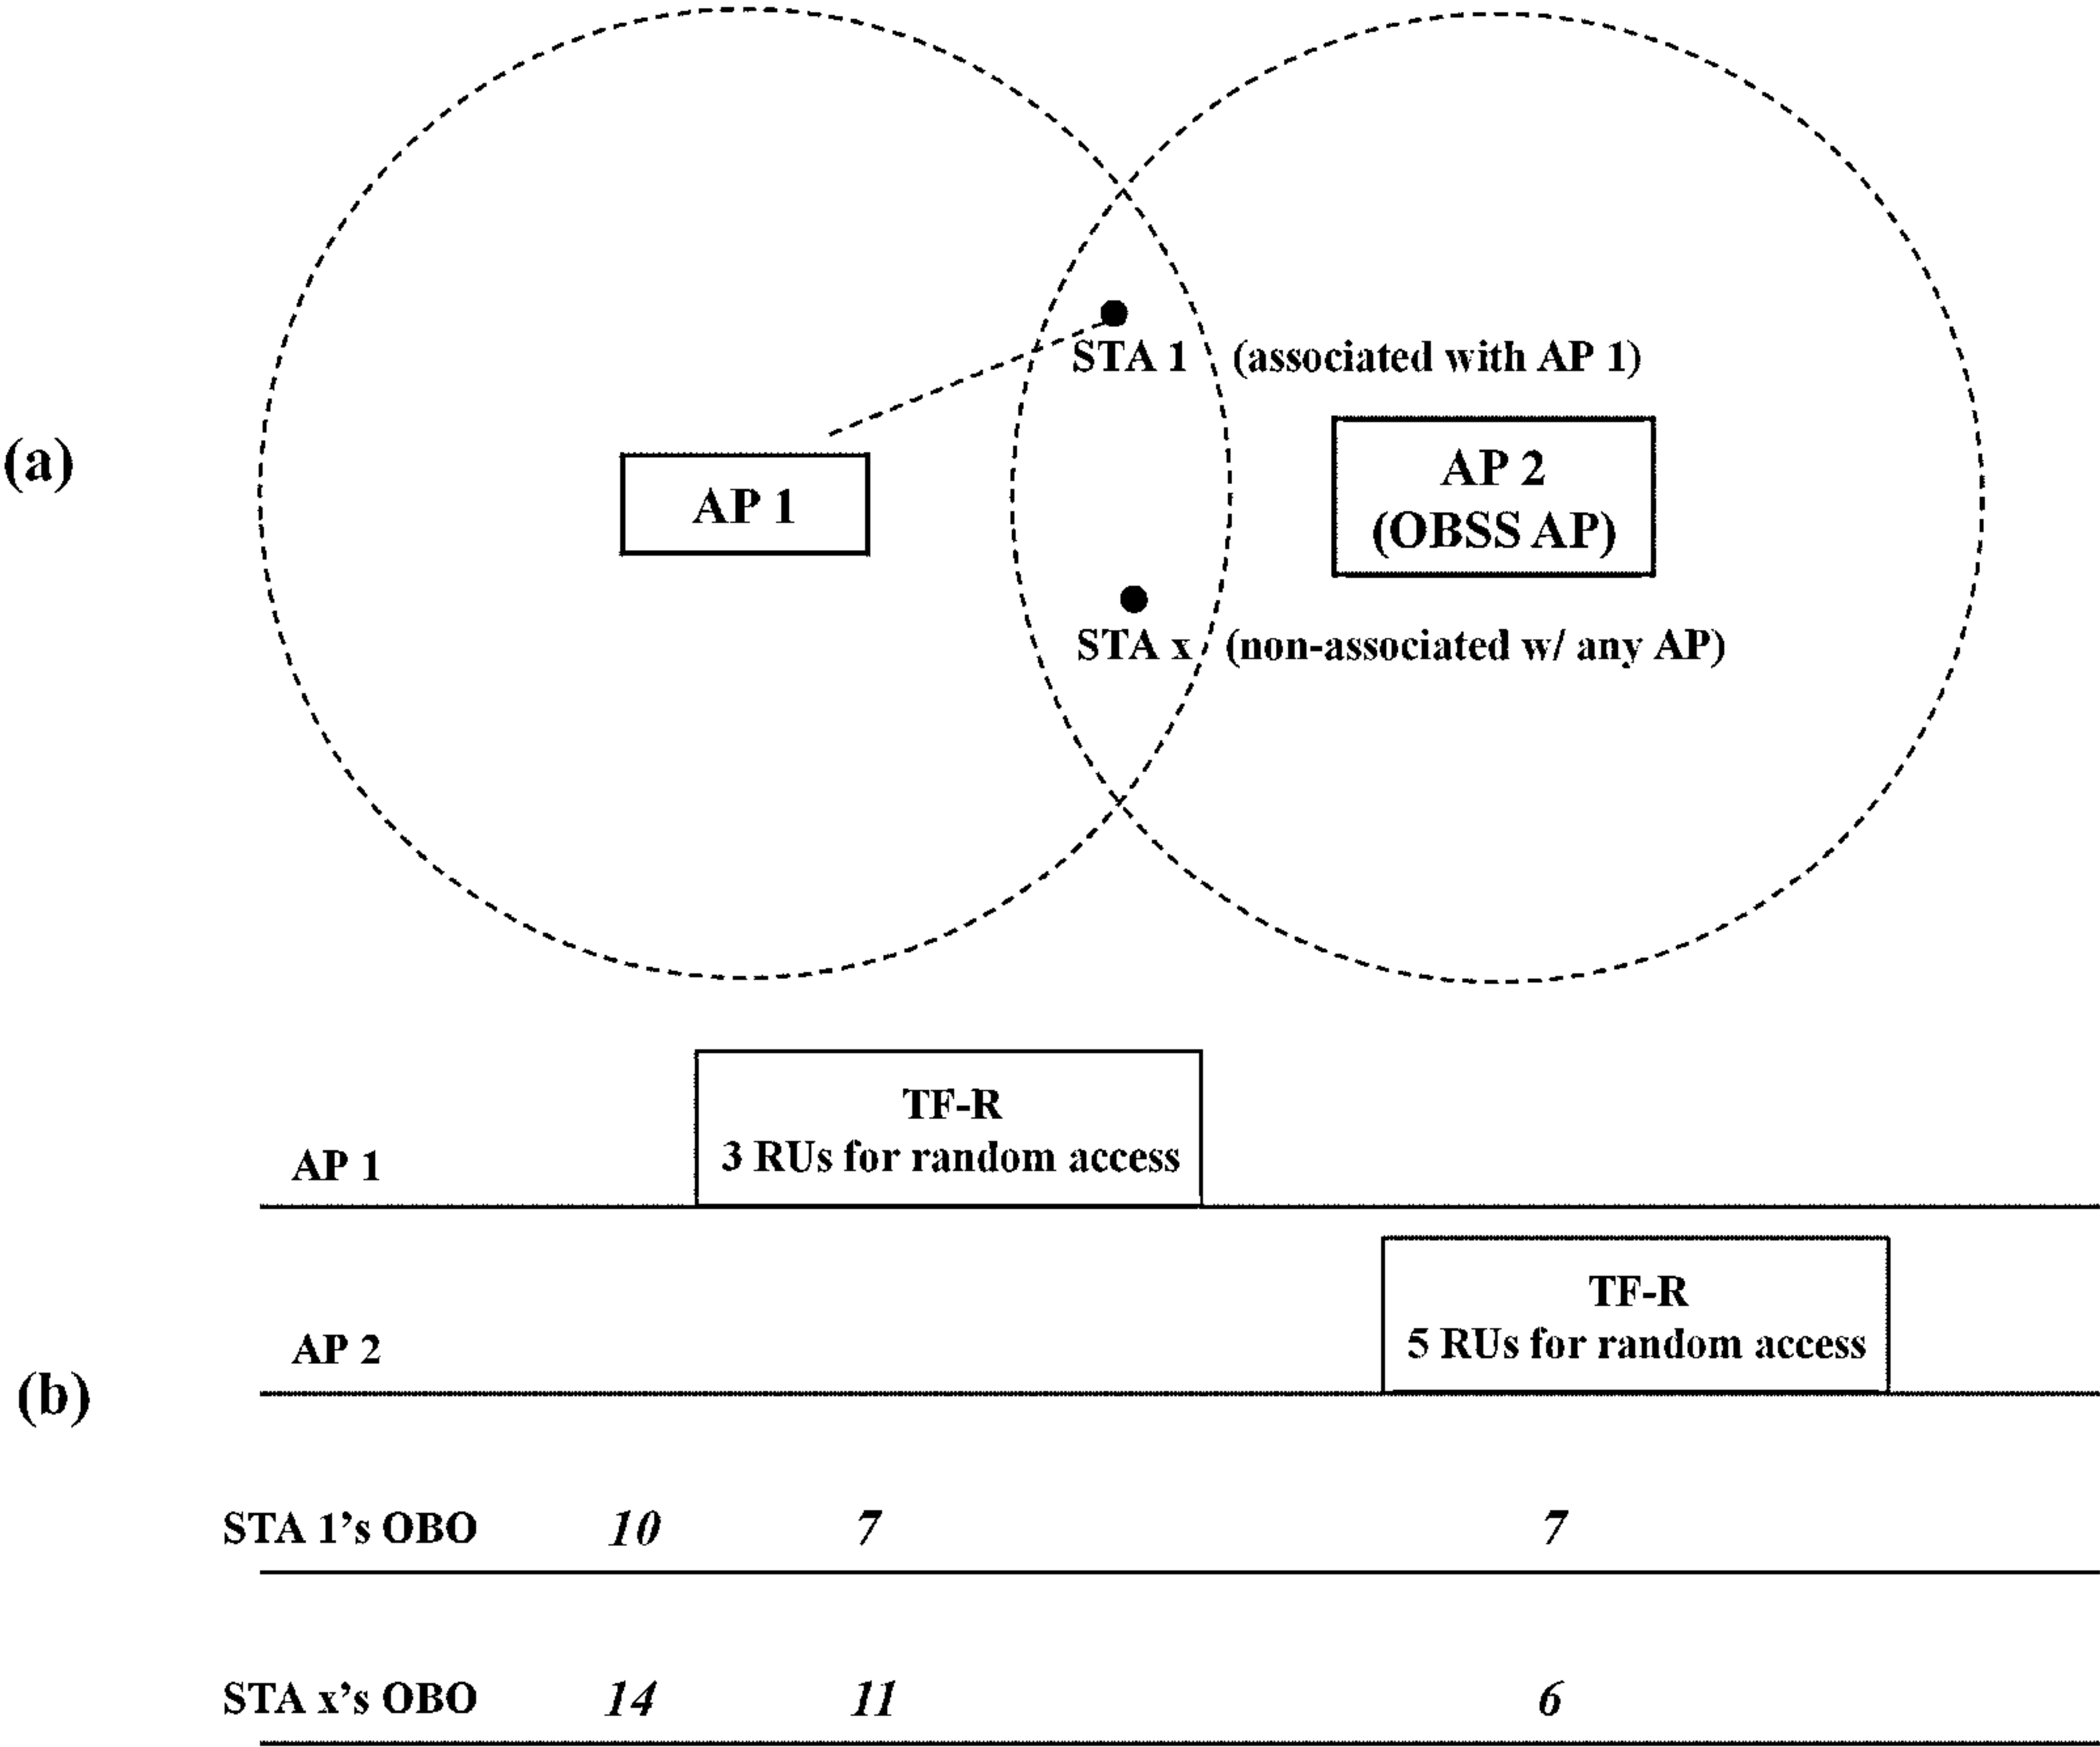 (a)
STA 1 (associated with AP 1)
AP 1
AP 2
(OBSS AP)
STA x (non-associated w/ any AP)
TF-R
3 RUs for random access
AP 1
TF-R
5 RUs for random access
AP 2
(b)
STA 1's OBO 10 7 7
STA x's OBO 14 11 6